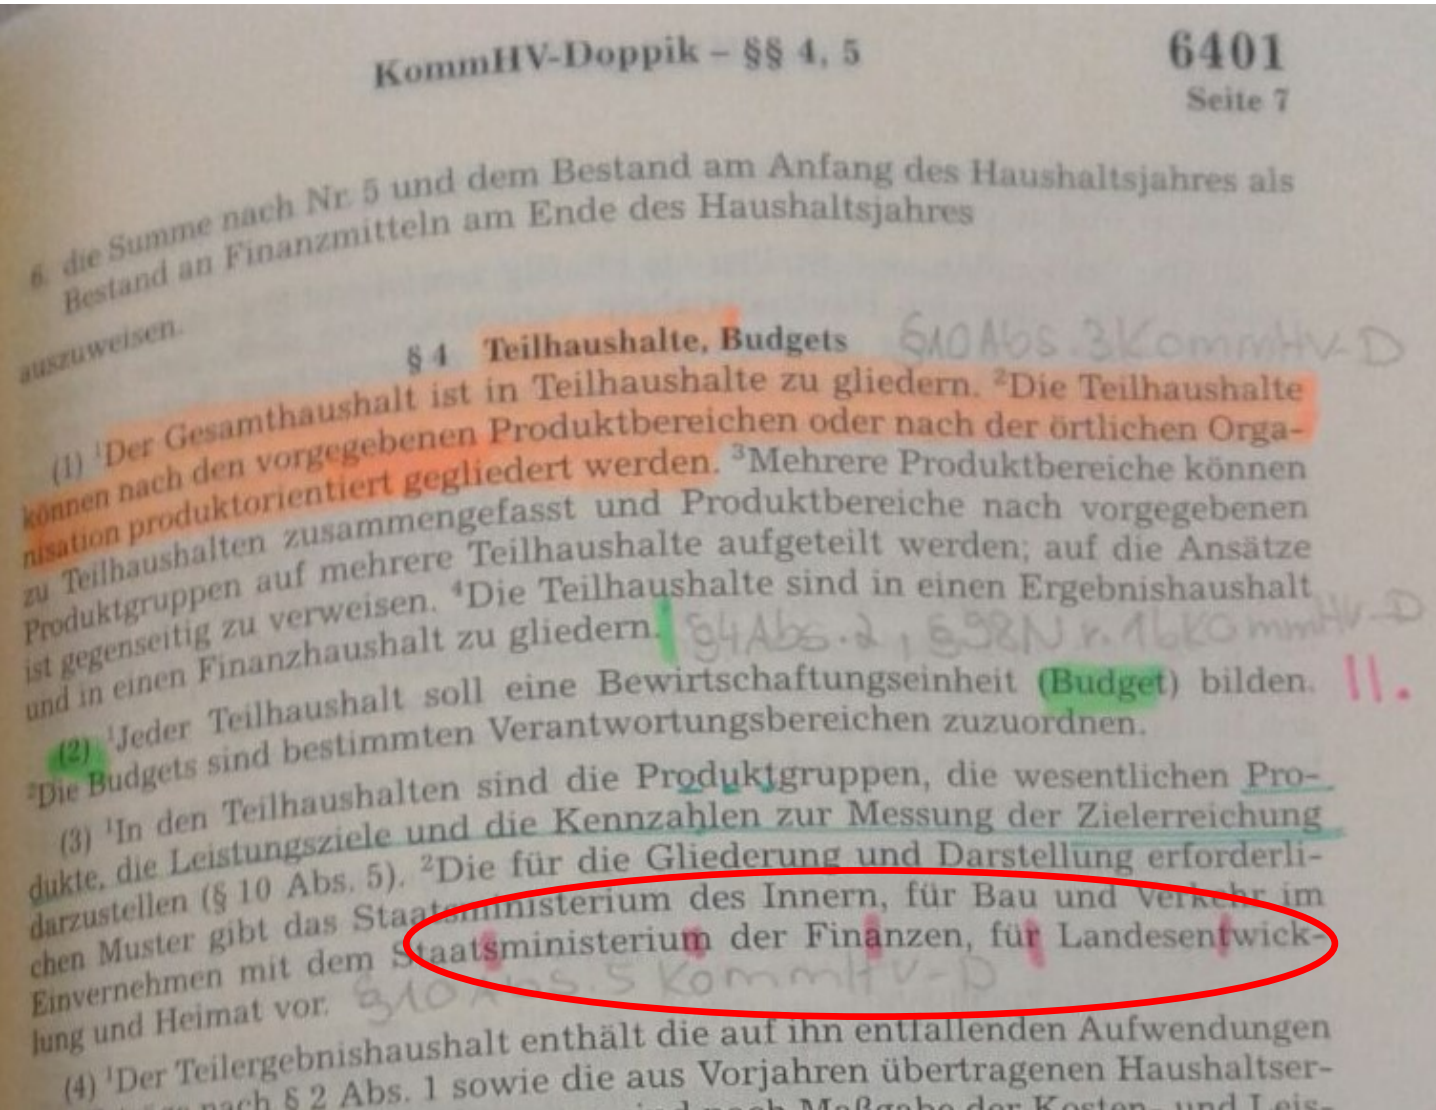 KommHV-Doppik – §§ 4, 5
6401
Seite 7
6. die Summe nach Nr. 5 und dem Bestand am Anfang des Haushaltsjahres als
Bestand an Finanzmitteln am Ende des Haushaltsjahres
auszuweisen.
§ 4 Teilhaushalte, Budgets §10 Abs. 3 KommHV-D
(1) ¹Der Gesamthaushalt ist in Teilhaushalte zu gliedern. ²Die Teilhaushalte
können nach den vorgegebenen Produktbereichen oder nach der örtlichen Orga-
nisation produktorientiert gegliedert werden. ³Mehrere Produktbereiche können
zu Teilhaushalten zusammengefasst und Produktbereiche nach vorgegebenen
Produktgruppen auf mehrere Teilhaushalte aufgeteilt werden; auf die Ansätze
ist gegenseitig zu verweisen. ⁴Die Teilhaushalte sind in einen Ergebnishaushalt
und in einen Finanzhaushalt zu gliedern. §4 Abs. 2, §98 Nr. 16 KommHV-D
(2) ¹Jeder Teilhaushalt soll eine Bewirtschaftungseinheit (Budget) bilden. II.
²Die Budgets sind bestimmten Verantwortungsbereichen zuzuordnen.
(3) ¹In den Teilhaushalten sind die Produktgruppen, die wesentlichen Pro-
dukte, die Leistungsziele und die Kennzahlen zur Messung der Zielerreichung
darzustellen (§ 10 Abs. 5). ²Die für die Gliederung und Darstellung erforderli-
chen Muster gibt das Staatsministerium des Innern, für Bau und Verkehr im
Einvernehmen mit dem Staatsministerium der Finanzen, für Landesentwick-
lung und Heimat vor. §10 Abs. 5 KommHV-D
(4) ¹Der Teilergebnishaushalt enthält die auf ihn entfallenden Aufwendungen
nach § 2 Abs. 1 sowie die aus Vorjahren übertragenen Haushaltser-
nach Maßgabe der Kosten- und Leis-